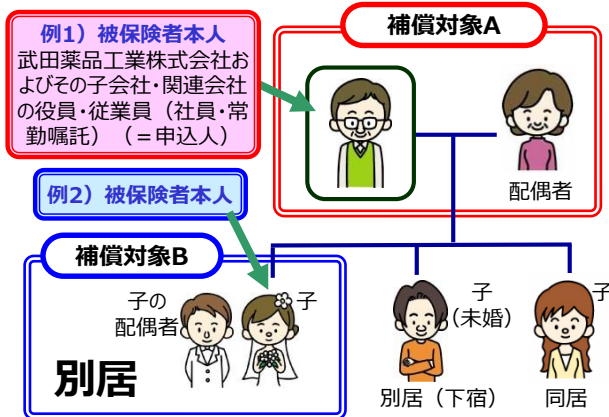 例1）被保険者本人
武田薬品工業株式会社お
よびその子会社・関連会社
の役員・従業員（社員・常
勤嘱託）（＝申込人）
補償対象A
配偶者
例2）被保険者本人
補償対象B
子の
配偶者
子
別居
子
（未婚）
別居（下宿）
子
同居